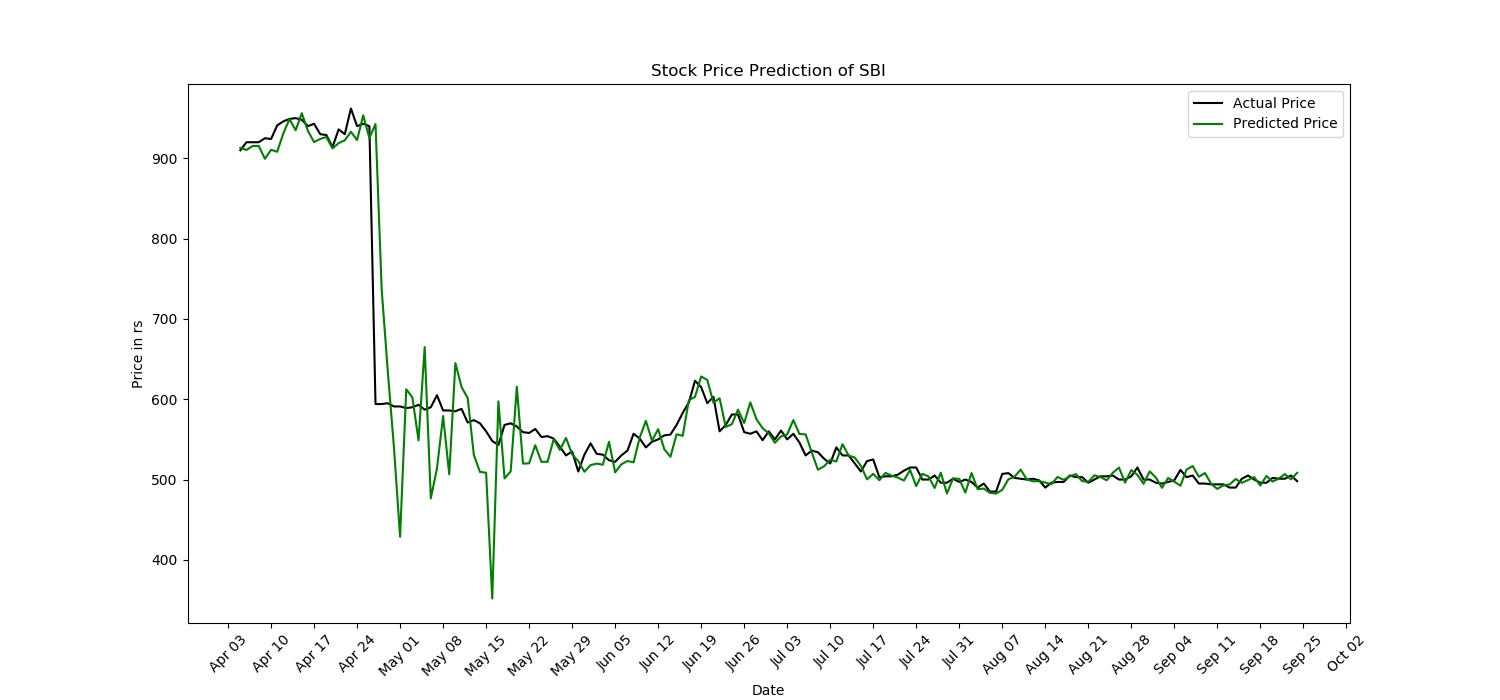 Stock Price Prediction of SBI
Actual Price
Predicted Price
900
800
700
600
500
400
Price in rs
Apr 03
Apr 10
Apr 17
Apr 24
May 01
May 08
May 15
May 22
May 29
Jun 05
Jun 12
Jun 19
Jun 26
Jul 03
Jul 10
Jul 17
Jul 24
Jul 31
Aug 07
Aug 14
Aug 21
Aug 28
Sep 04
Sep 11
Sep 18
Sep 25
Oct 02
Date